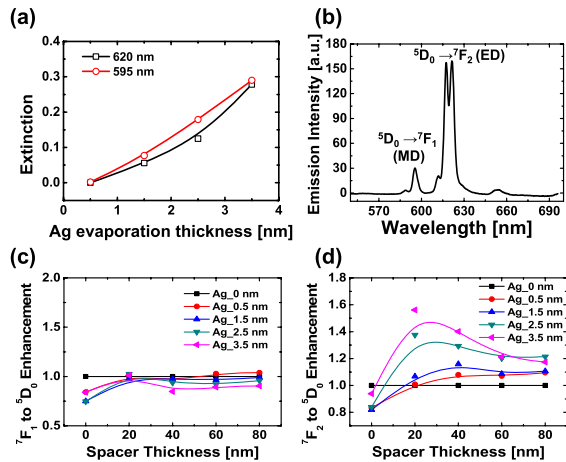 (a)
620 nm
595 nm
0.3
0.2
0.1
0.0
Extinction
0 1 2 3 4
Ag evaporation thickness [nm]
(b)
⁵D₀ → ⁷F₂ (ED)
⁵D₀ → ⁷F₁
(MD)
180
150
120
90
60
30
0
Emission Intensity [a.u.]
570 600 630 660 690
Wavelength [nm]
(c)
Ag_0 nm
Ag_0.5 nm
Ag_1.5 nm
Ag_2.5 nm
Ag_3.5 nm
2.0
1.5
1.0
0.5
⁷F₁ to ⁵D₀ Enhancement
0 20 40 60 80
Spacer Thickness [nm]
(d)
Ag_0 nm
Ag_0.5 nm
Ag_1.5 nm
Ag_2.5 nm
Ag_3.5 nm
1.8
1.6
1.4
1.2
1.0
0.8
0.6
⁷F₂ to ⁵D₀ Enhancement
0 20 40 60 80
Spacer Thickness [nm]